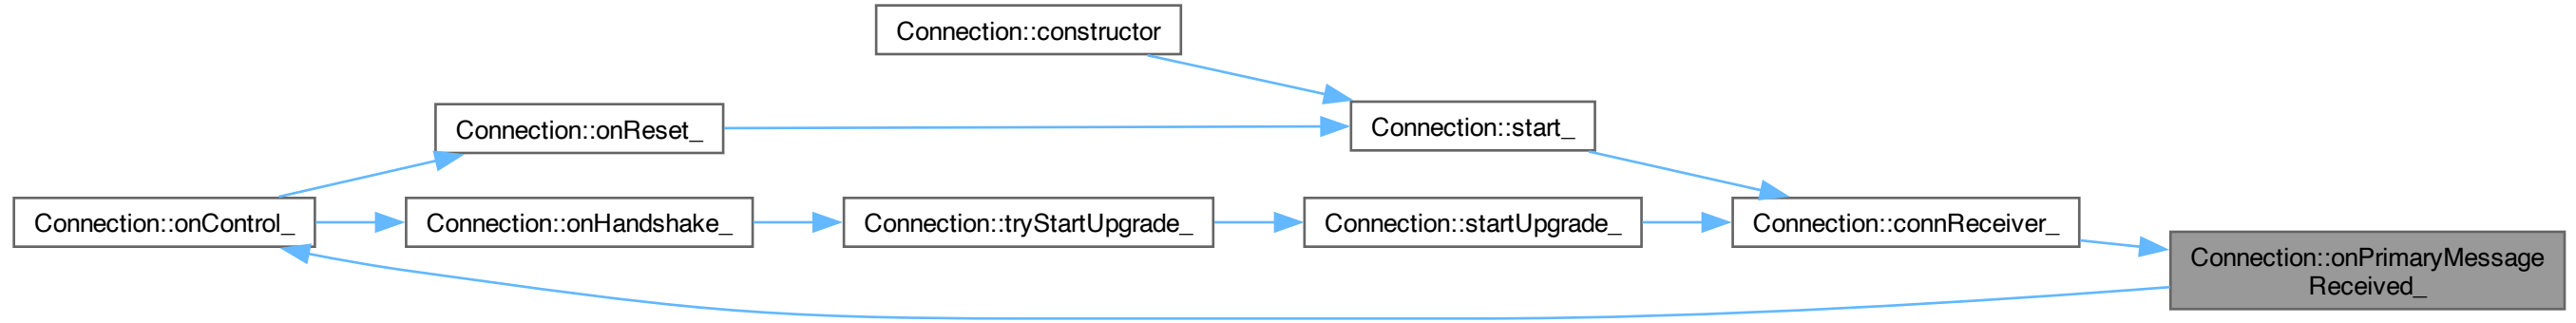 Connection::constructor
Connection::onReset_
Connection::start_
Connection::onControl_
Connection::onHandshake_
Connection::tryStartUpgrade_
Connection::startUpgrade_
Connection::connReceiver_
Connection::onPrimaryMessage
Received_